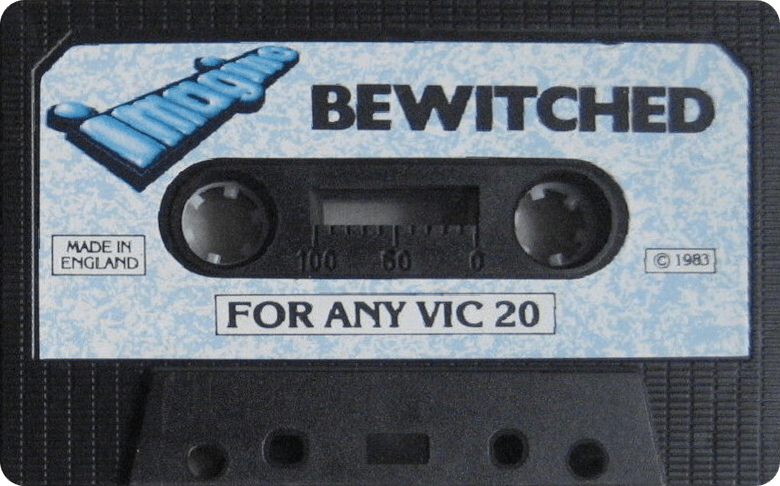 imagine
BEWITCHED
MADE IN
ENGLAND
© 1983
100 50 0
FOR ANY VIC 20